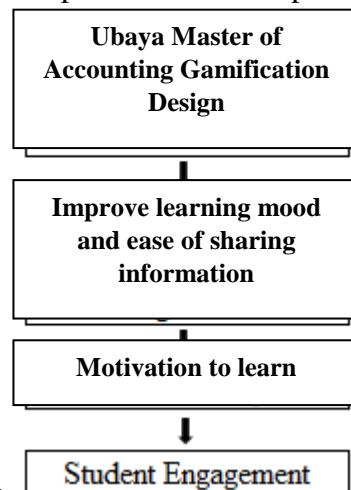 Ubaya Master of
Accounting Gamification
Design
Improve learning mood
and ease of sharing
information
Motivation to learn
Student Engagement